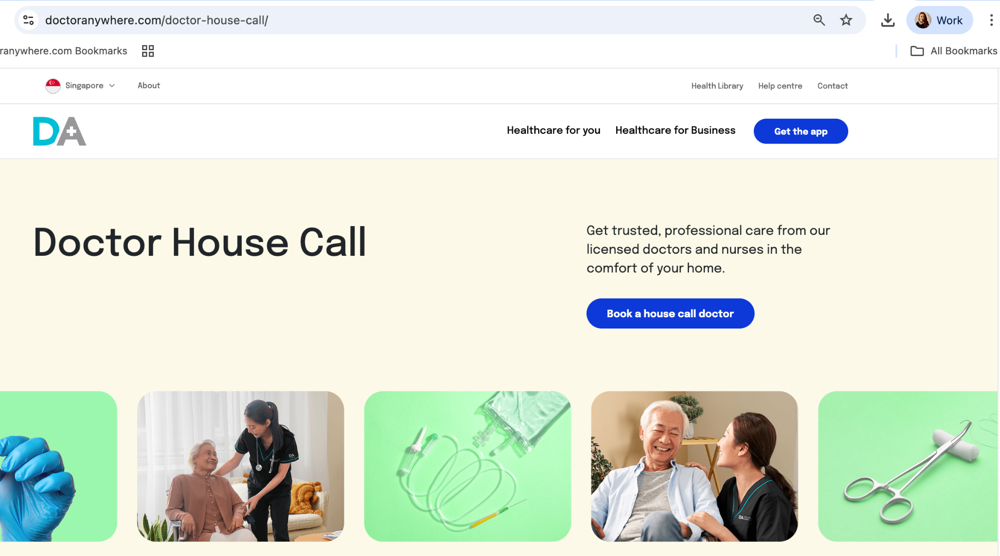 doctoranywhere.com/doctor-house-call/
Work
ranywhere.com Bookmarks
All Bookmarks
Singapore
About
Health Library
Help centre
Contact
DA
Healthcare for you
Healthcare for Business
Get the app
Doctor House Call
Get trusted, professional care from our
licensed doctors and nurses in the
comfort of your home.
Book a house call doctor
DA
DA